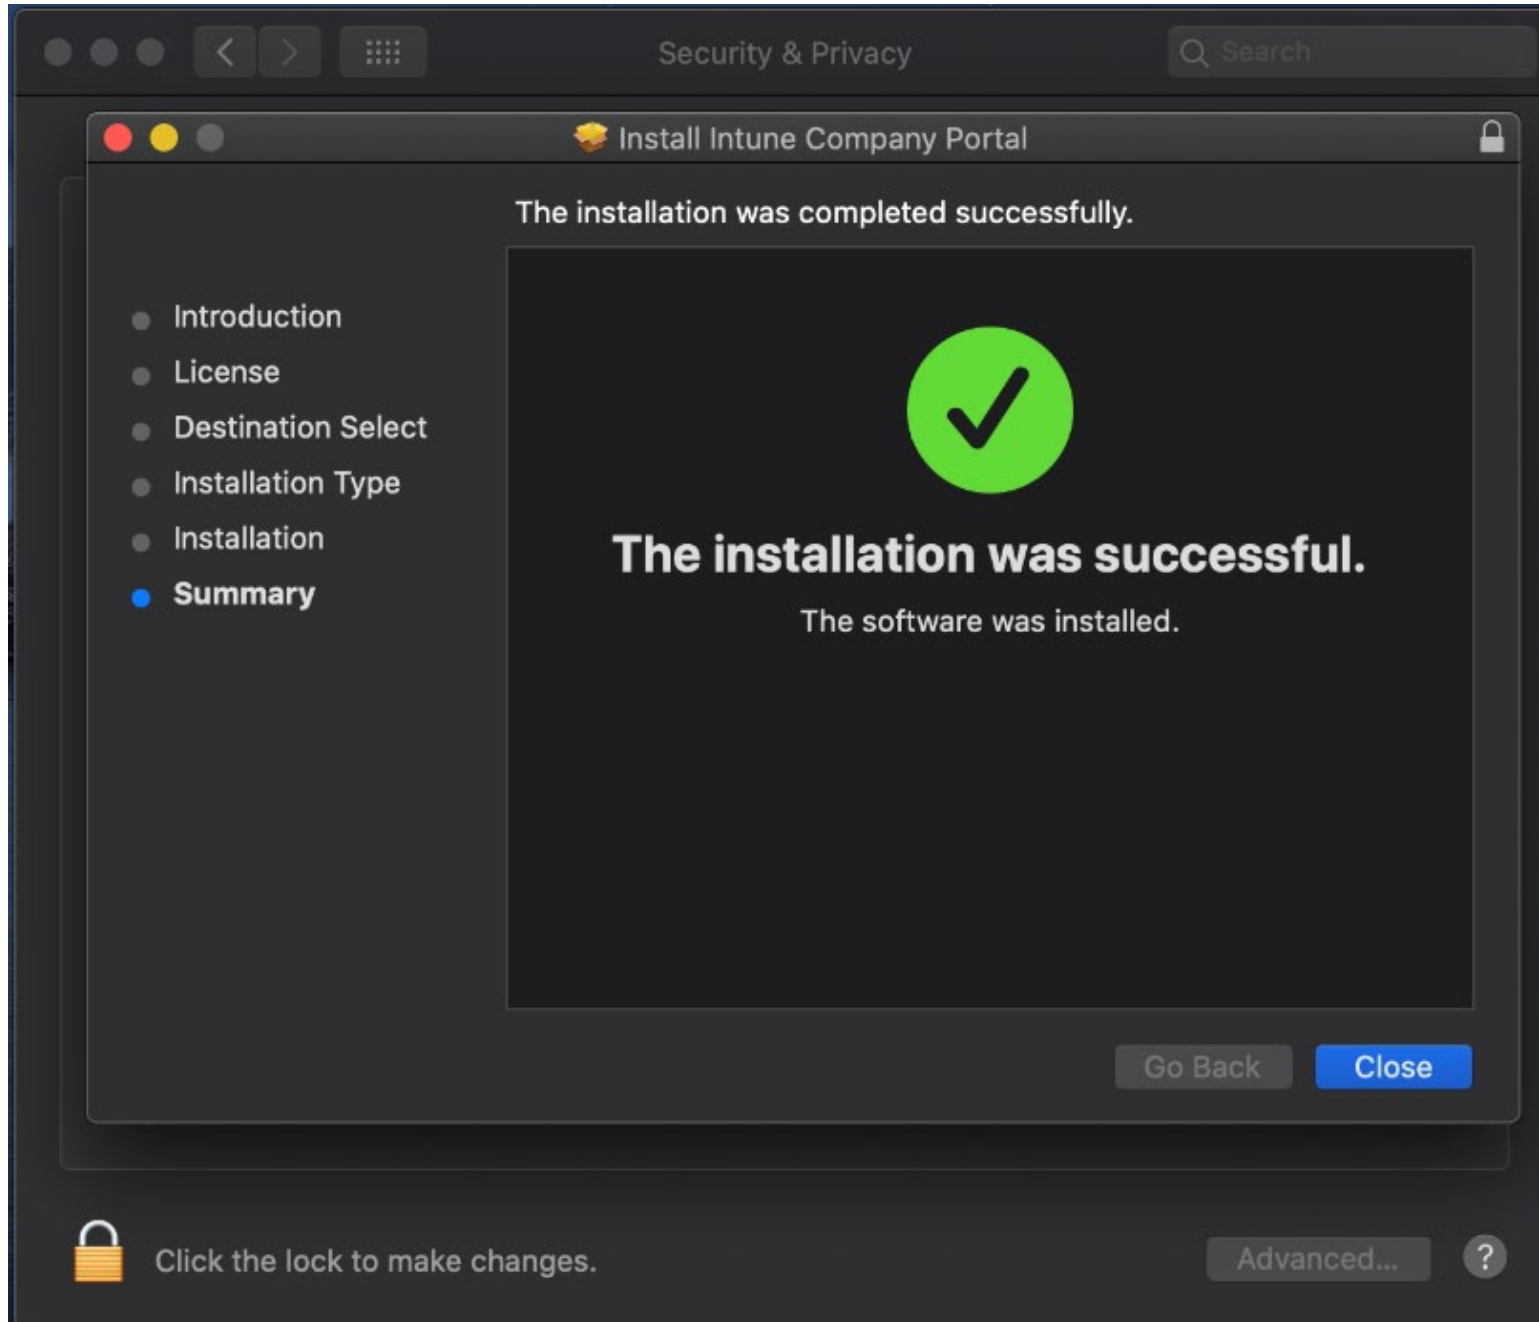 Security & Privacy
Search
Install Intune Company Portal
The installation was completed successfully.
Introduction
License
Destination Select
Installation Type
Installation
Summary
The installation was successful.
The software was installed.
Go Back
Close
Click the lock to make changes.
Advanced...
?